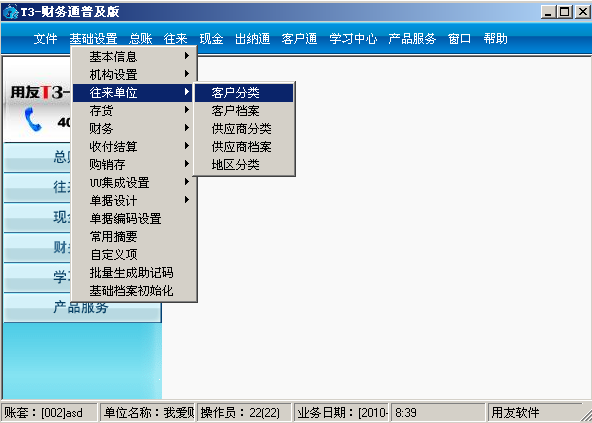 T3-财务通普及版
文件 基础设置 总账 往来 现金 出纳通 客户通 学习中心 产品服务 窗口 帮助
用友T3-
40
基本信息
机构设置
往来单位
存货
财务
收付结算
购销存
UU集成设置
单据设计
单据编码设置
常用摘要
自定义项
批量生成助记码
基础档案初始化
客户分类
客户档案
供应商分类
供应商档案
地区分类
总
往
现
财
学
产品服务
账套：[002]asd 单位名称：我爱财 操作员：22(22) 业务日期：[2010- 8:39 用友软件